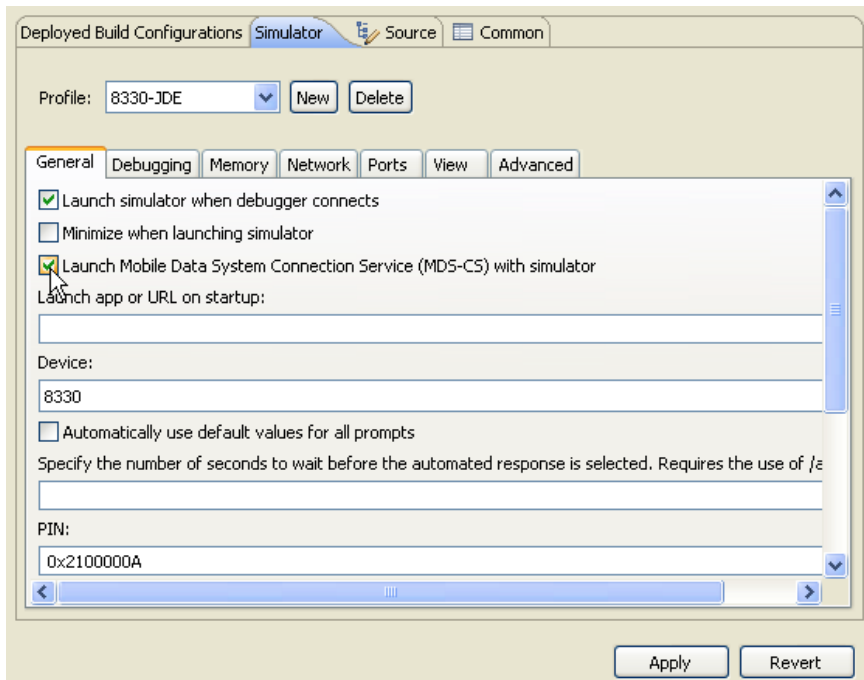 Deployed Build Configurations Simulator Source Common
Profile: 8330-JDE New Delete
General Debugging Memory Network Ports View Advanced
Launch simulator when debugger connects
Minimize when launching simulator
Launch Mobile Data System Connection Service (MDS-CS) with simulator
Launch app or URL on startup:
Device:
8330
Automatically use default values for all prompts
Specify the number of seconds to wait before the automated response is selected. Requires the use of /a
PIN:
0x2100000A
Apply Revert